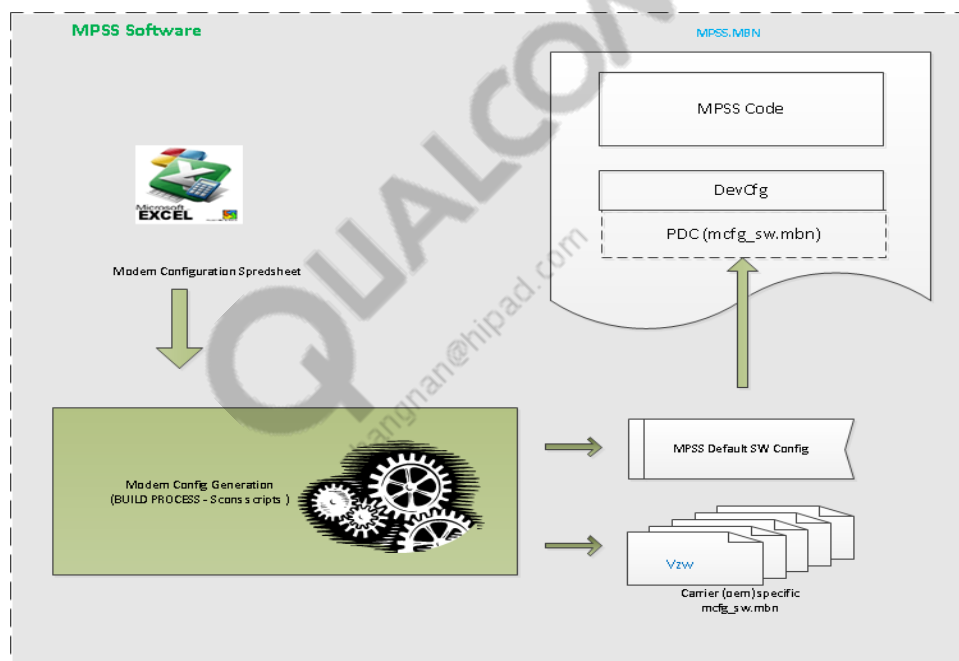 MPSS Software
MPSS.MBN
MPSS Code
DevCfg
PDC (mcfg_sw.mbn)
Microsoft
EXCEL
Modem Configuration Spredsheet
Modem Config Generation
(BUILD PROCESS - Scons scripts )
MPSS Default SW Config
Vzw
Carrier (oem) specific
mcfg_sw.mbn
QUALCOM
hangnan@hipad.com